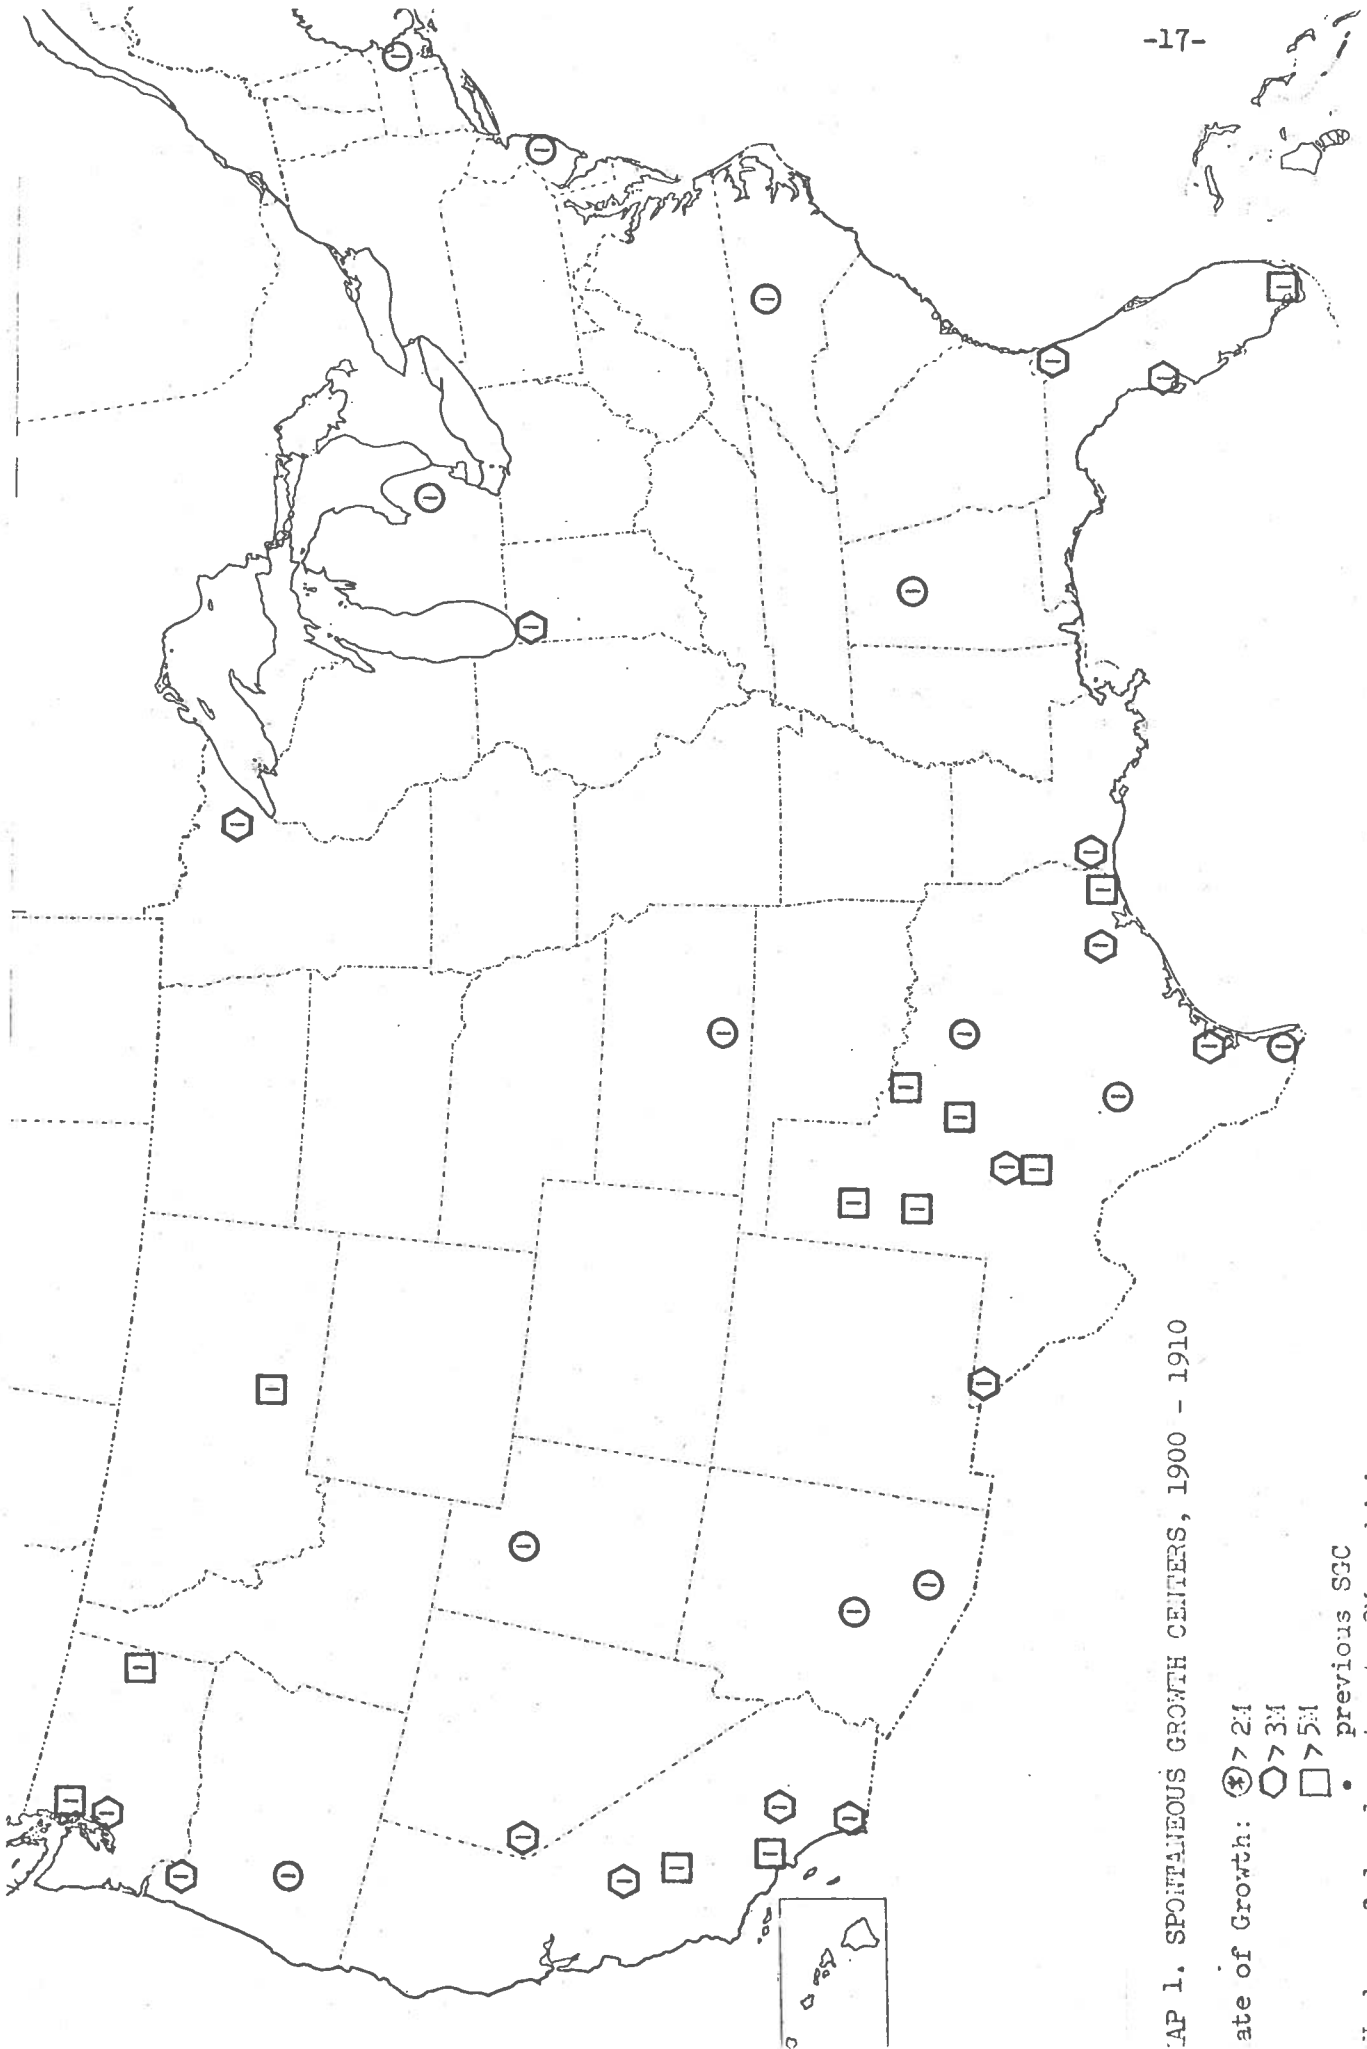 -17-
AP 1. SPONTANEOUS GROWTH CENTERS, 1900 - 1910
ate of Growth: > 2M
> 3M
> 5M
• previous SGC